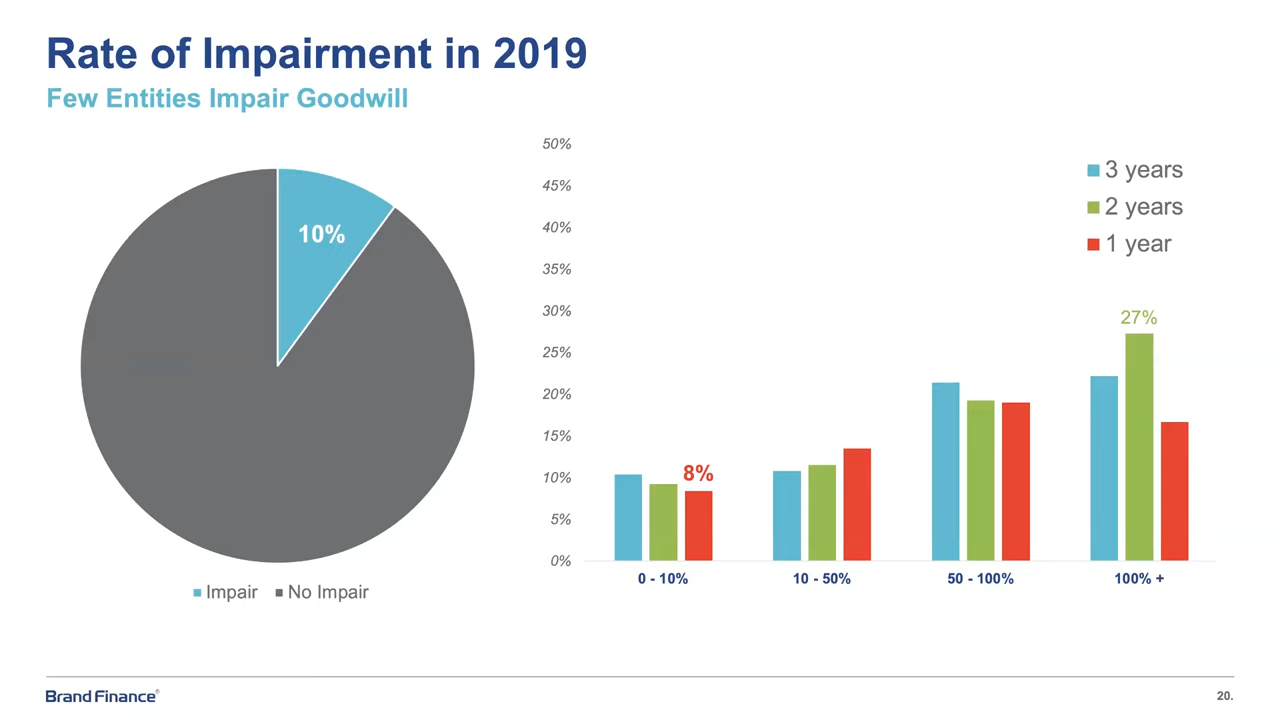 Rate of Impairment in 2019
Few Entities Impair Goodwill
10%
Impair No Impair
50%
45%
40%
35%
30%
25%
20%
15%
10%
5%
0%
3 years
2 years
1 year
8%
27%
0 - 10% 10 - 50% 50 - 100% 100% +
Brand Finance®
20.